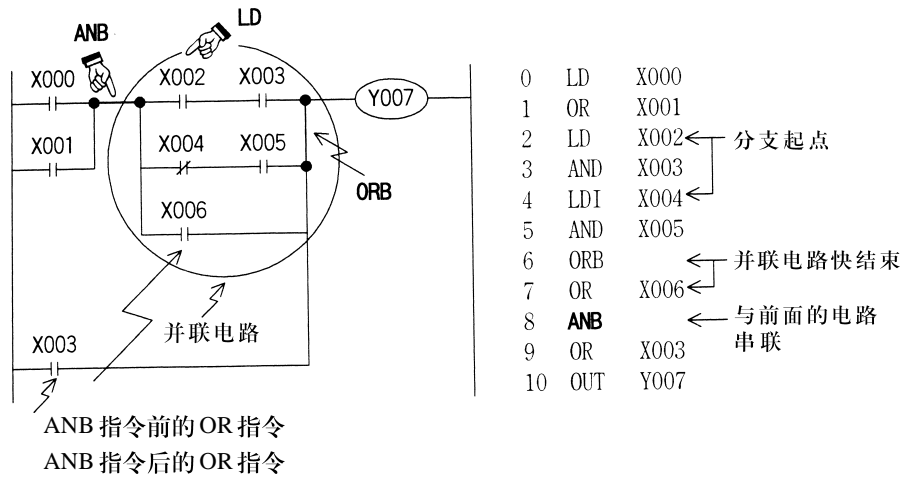 ANB
LD
X000
X002
X003
Y007
X001
X004
X005
ORB
X006
并联电路
X003
ANB 指令前的 OR 指令
ANB 指令后的 OR 指令
0 LD X000
1 OR X001
2 LD X002 分支起点
3 AND X003
4 LDI X004
5 AND X005
6 ORB 并联电路快结束
7 OR X006
8 ANB 与前面的电路
串联
9 OR X003
10 OUT Y007